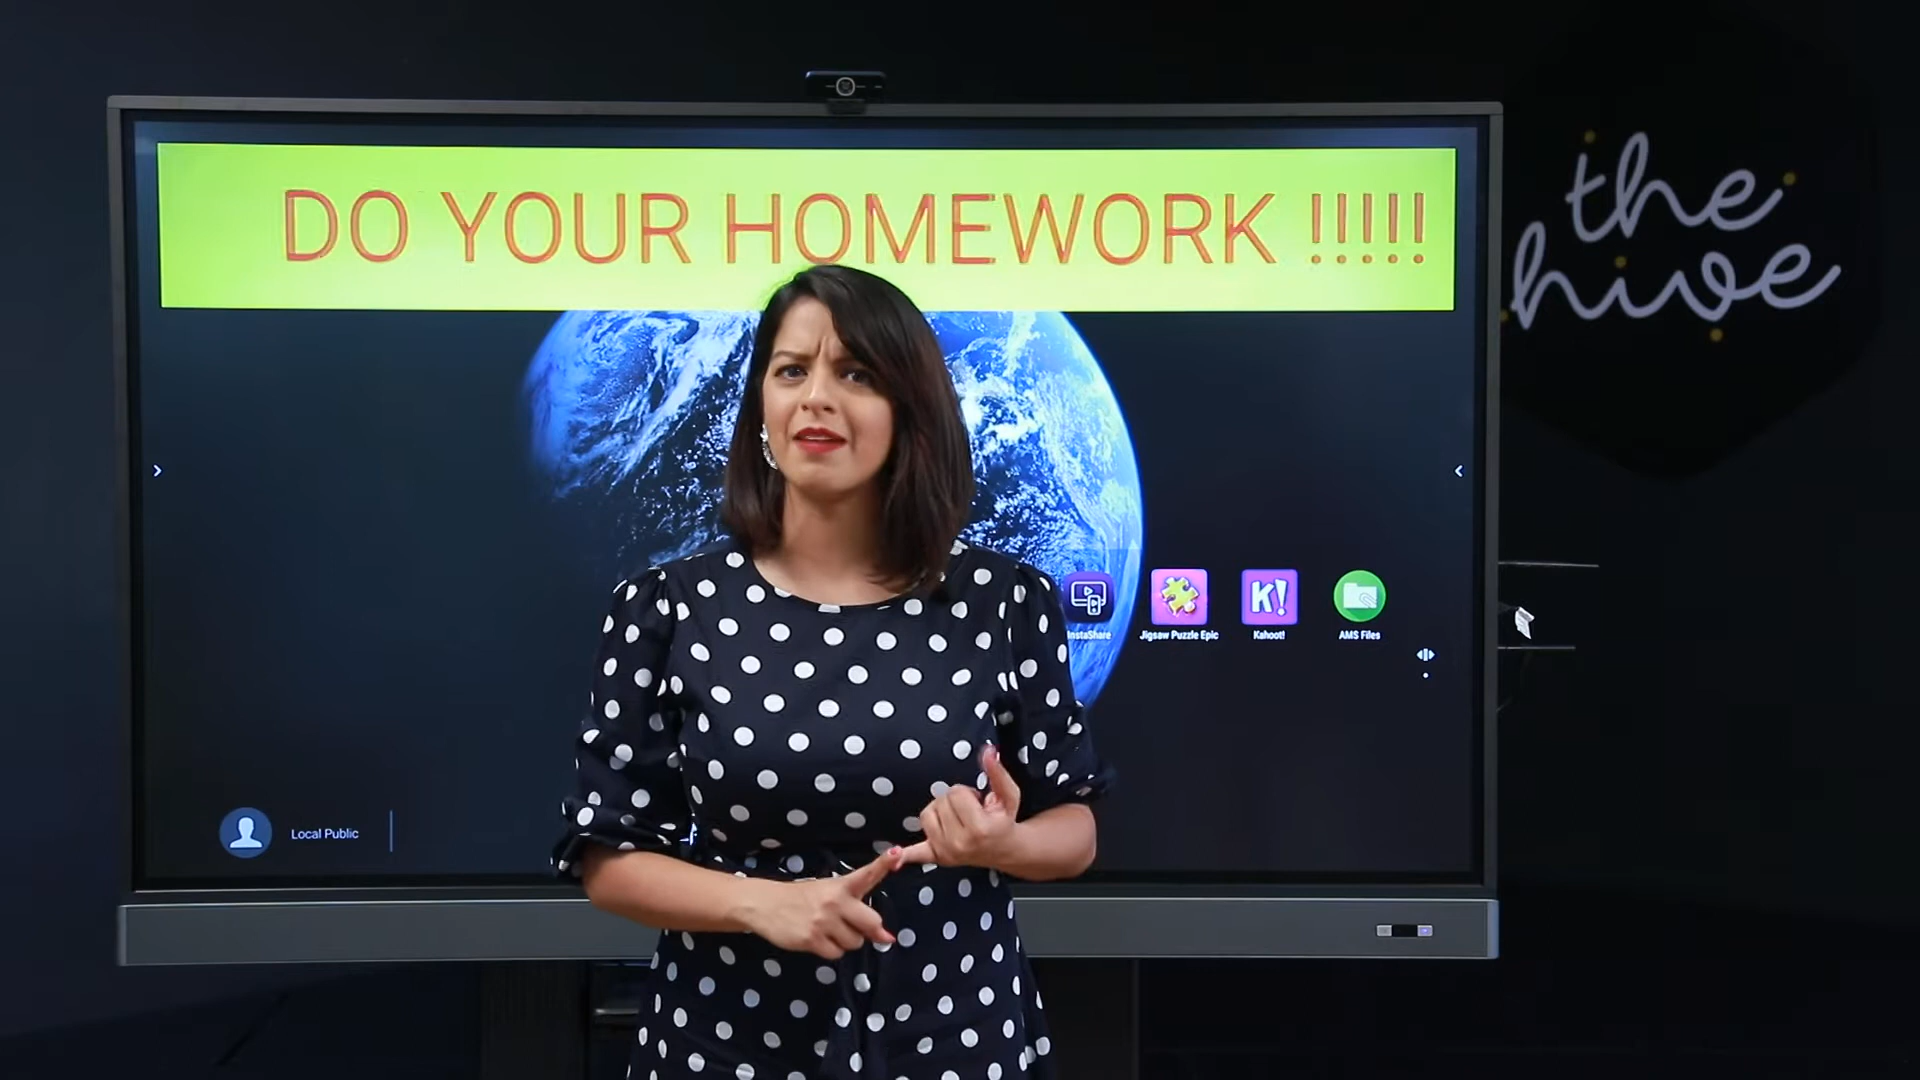 DO YOUR HOMEWORK !!!!!
the
hive
InstaShare
Jigsaw Puzzle Epic
K!
Kahoot!
AMS Files
Local Public